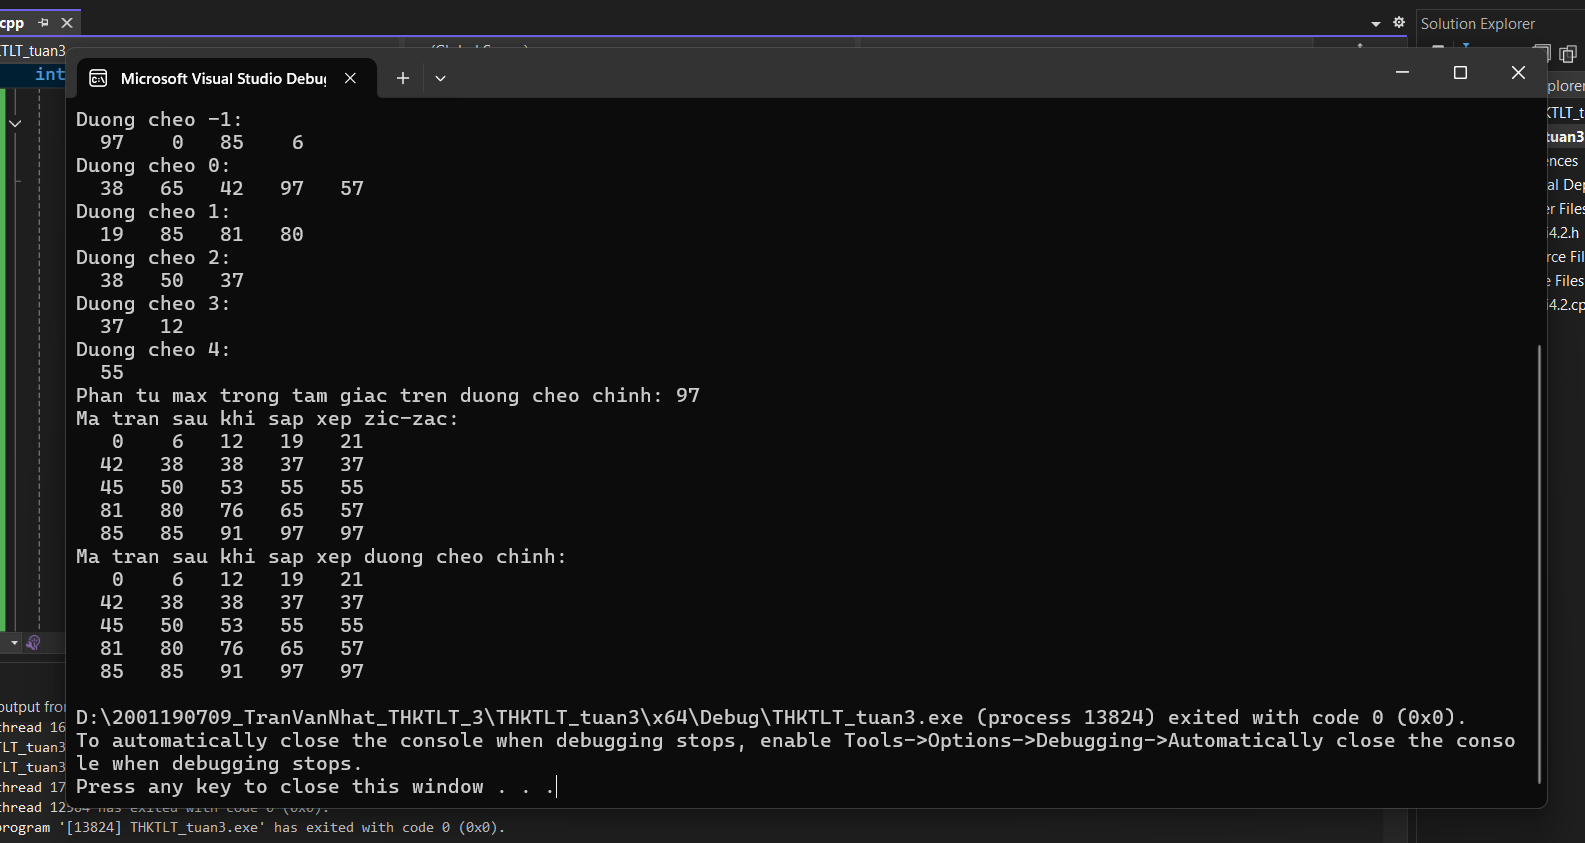 cpp
Solution Explorer
TLT_tuan3
int
Microsoft Visual Studio Debug
Duong cheo -1:
97 0 85 6
Duong cheo 0:
38 65 42 97 57
Duong cheo 1:
19 85 81 80
Duong cheo 2:
38 50 37
Duong cheo 3:
37 12
Duong cheo 4:
55
Phan tu max trong tam giac tren duong cheo chinh: 97
Ma tran sau khi sap xep zic-zac:
0 6 12 19 21
42 38 38 37 37
45 50 53 55 55
81 80 76 65 57
85 85 91 97 97
Ma tran sau khi sap xep duong cheo chinh:
0 6 12 19 21
42 38 38 37 37
45 50 53 55 55
81 80 76 65 57
85 85 91 97 97
D:\2001190709_TranVanNhat_THKTLT_3\THKTLT_tuan3\x64\Debug\THKTLT_tuan3.exe (process 13824) exited with code 0 (0x0).
To automatically close the console when debugging stops, enable Tools->Options->Debugging->Automatically close the conso
le when debugging stops.
Press any key to close this window . . .
plorer
KTLT_t
tuan3
ences
al Dep
er Files
4.2.h
rce Fil
e Files
4.2.cp
output from
thread 16
TLT_tuan3
TLT_tuan3
thread 17
thread 12564 has exited with code 0 (0x0).
program '[13824] THKTLT_tuan3.exe' has exited with code 0 (0x0).